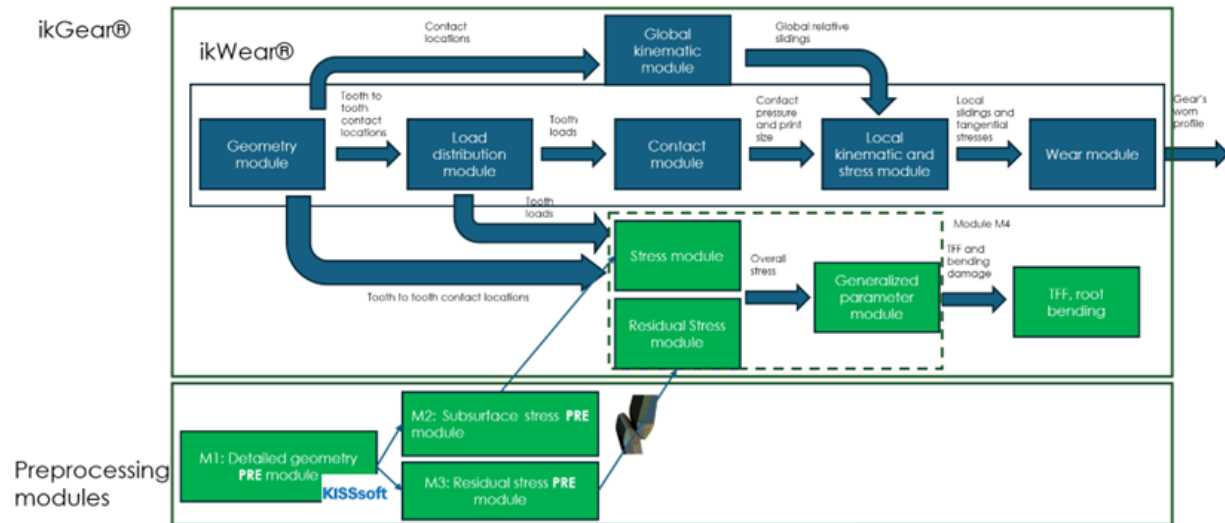 ikGear®
ikWear®
Contact
locations
Global
kinematic
module
Global relative
slidings
Geometry
module
Tooth to
tooth
contact
locations
Load
distribution
module
Tooth
loads
Contact
module
Contact
pressure
and print
size
Local
kinematic and
stress module
Local
slidings and
tangential
stresses
Wear module
Gear's
worn
profile
Tooth
loads
Tooth to tooth contact locations
Stress module
Residual Stress
module
Overall
stress
Module M4
Generalized
parameter
module
TFF and
bending
damage
TFF, root
bending
Preprocessing
modules
M1: Detailed geometry
PRE module
KISSsoft
M2: Subsurface stress PRE
module
M3: Residual stress PRE
module